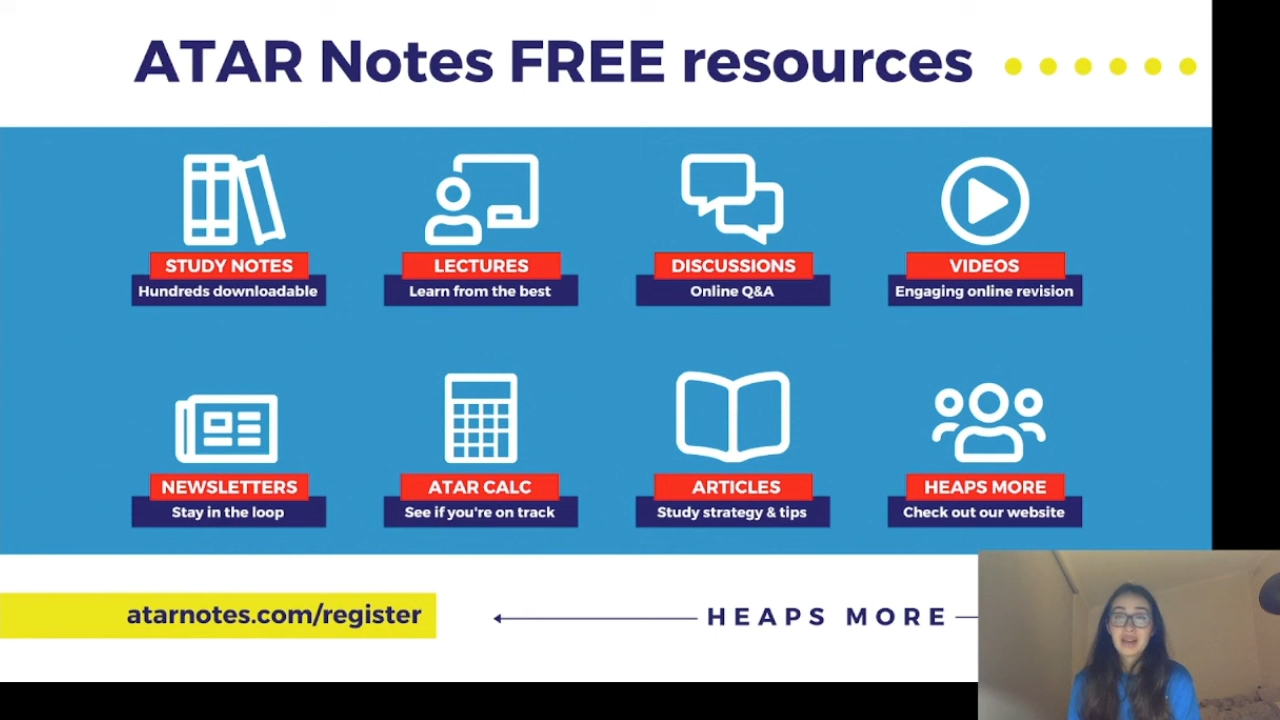 ATAR Notes FREE resources
STUDY NOTES
Hundreds downloadable
LECTURES
Learn from the best
DISCUSSIONS
Online Q&A
VIDEOS
Engaging online revision
NEWSLETTERS
Stay in the loop
ATAR CALC
See if you're on track
ARTICLES
Study strategy & tips
HEAPS MORE
Check out our website
atarnotes.com/register
HEAPS MORE